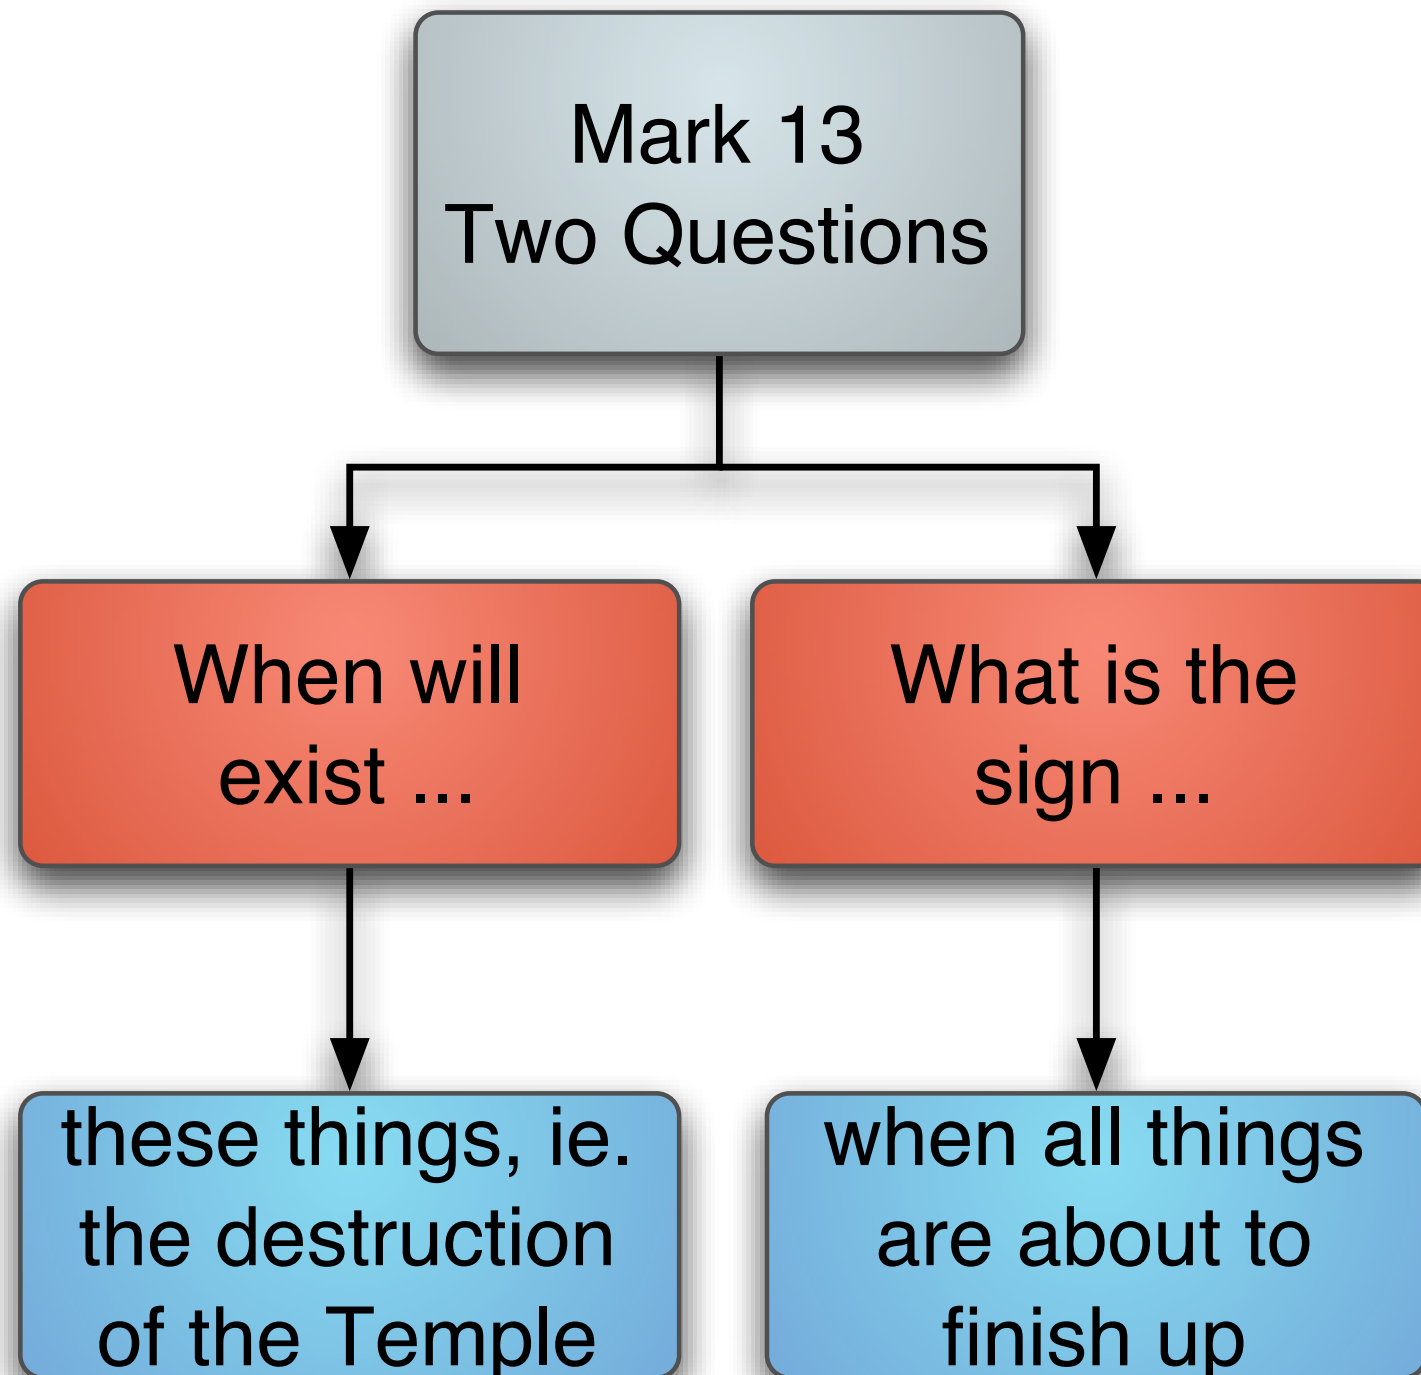 Mark 13
Two Questions
When will
exist ...
What is the
sign ...
these things, ie.
the destruction
of the Temple
when all things
are about to
finish up